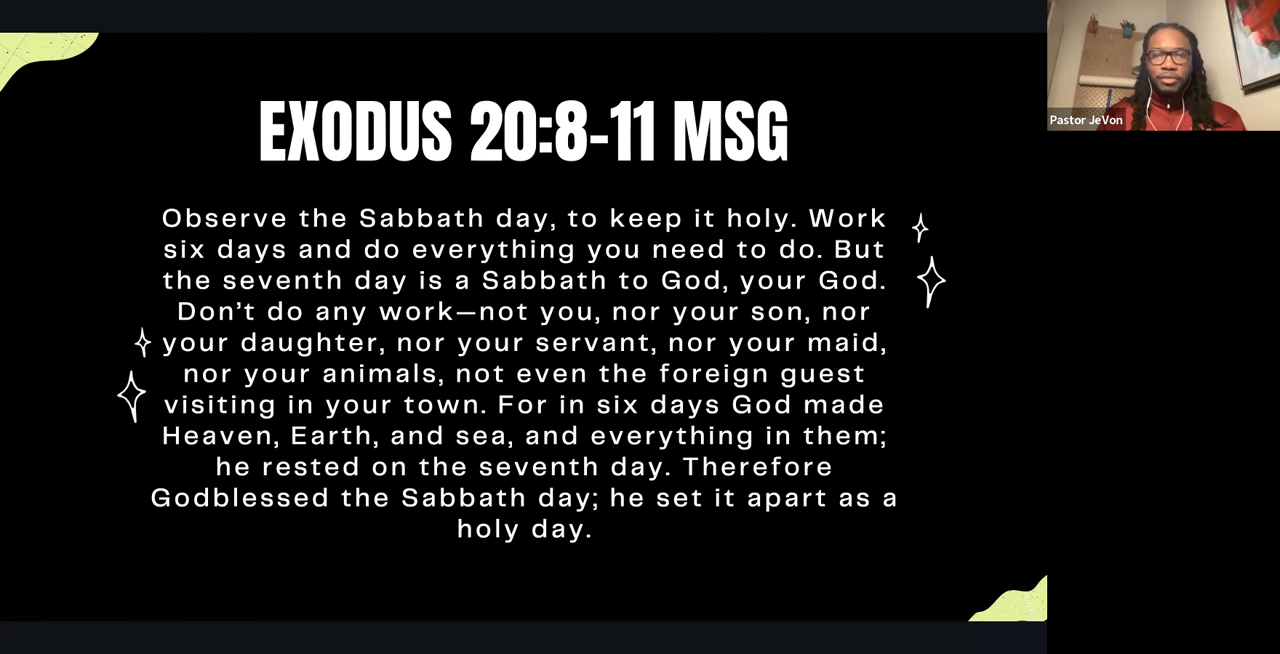 EXODUS 20:8-11 MSG
Observe the Sabbath day, to keep it holy. Work
six days and do everything you need to do. But
the seventh day is a Sabbath to God, your God.
Don’t do any work—not you, nor your son, nor
your daughter, nor your servant, nor your maid,
nor your animals, not even the foreign guest
visiting in your town. For in six days God made
Heaven, Earth, and sea, and everything in them;
he rested on the seventh day. Therefore
Godblessed the Sabbath day; he set it apart as a
holy day.
Pastor JeVon